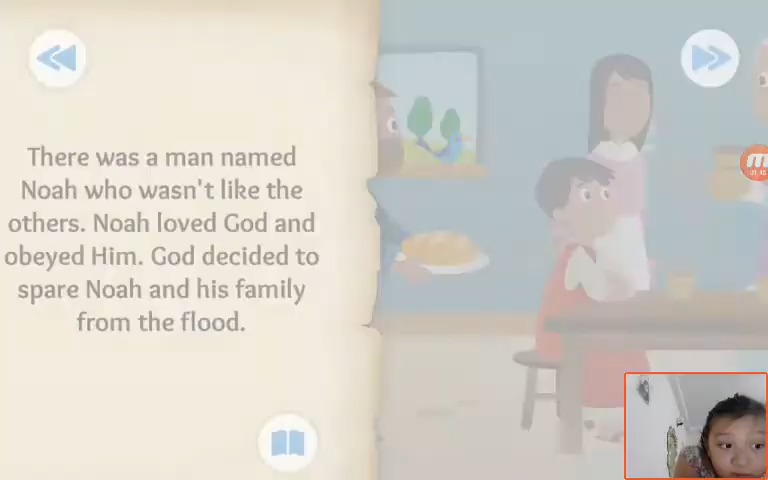 There was a man named
Noah who wasn't like the
others. Noah loved God and
obeyed Him. God decided to
spare Noah and his family
from the flood.